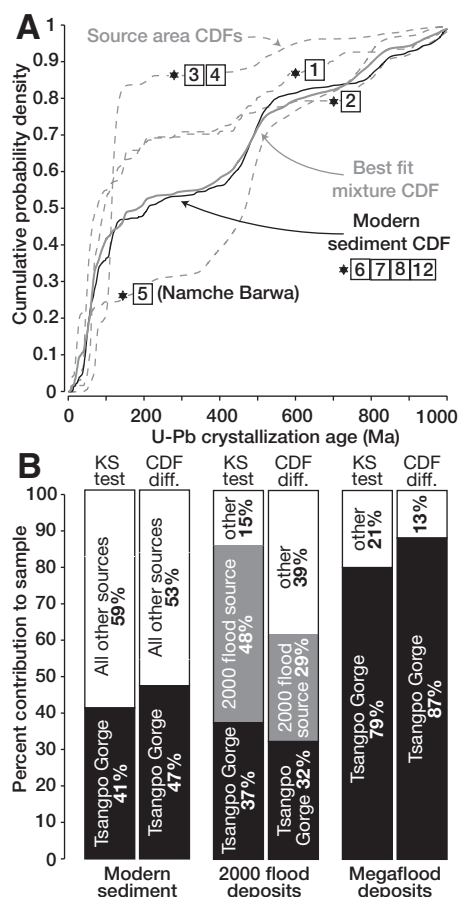 A
Cumulative probability density
1
0.9
0.8
0.7
0.6
0.5
0.4
0.3
0.2
0.1
0
Source area CDFs
3 4
1
2
Best fit
mixture CDF
Modern
sediment CDF
6 7 8 12
5 (Namche Barwa)
0 200 400 600 800 1000
U-Pb crystallization age (Ma)
B
KS
test
CDF
diff.
KS
test
CDF
diff.
KS
test
CDF
diff.
Percent contribution to sample
100
90
80
70
60
50
40
30
20
10
0
All other sources
59%
Tsangpo Gorge
41%
All other sources
53%
Tsangpo Gorge
47%
other
15%
2000 flood source
48%
Tsangpo Gorge
37%
other
39%
2000 flood
source 29%
Tsangpo
Gorge 32%
other
21%
Tsangpo Gorge
79%
13%
Tsangpo Gorge
87%
Modern
sediment
2000 flood
deposits
Megaflood
deposits